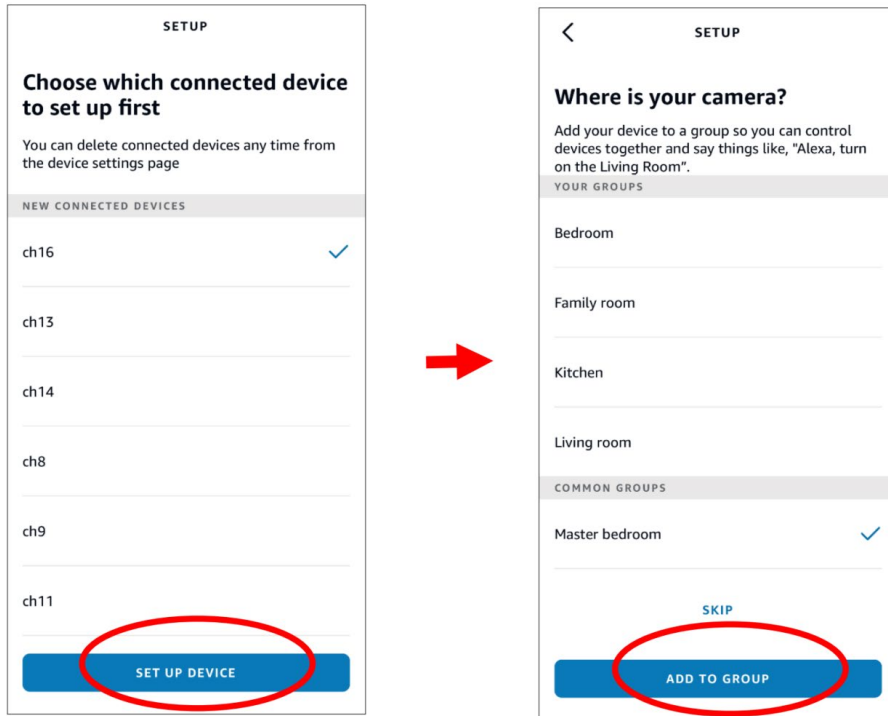 SETUP
Choose which connected device
to set up first
You can delete connected devices any time from
the device settings page
NEW CONNECTED DEVICES
ch16
ch13
ch14
ch8
ch9
ch11
SET UP DEVICE
SETUP
Where is your camera?
Add your device to a group so you can control
devices together and say things like, "Alexa, turn
on the Living Room".
YOUR GROUPS
Bedroom
Family room
Kitchen
Living room
COMMON GROUPS
Master bedroom
SKIP
ADD TO GROUP